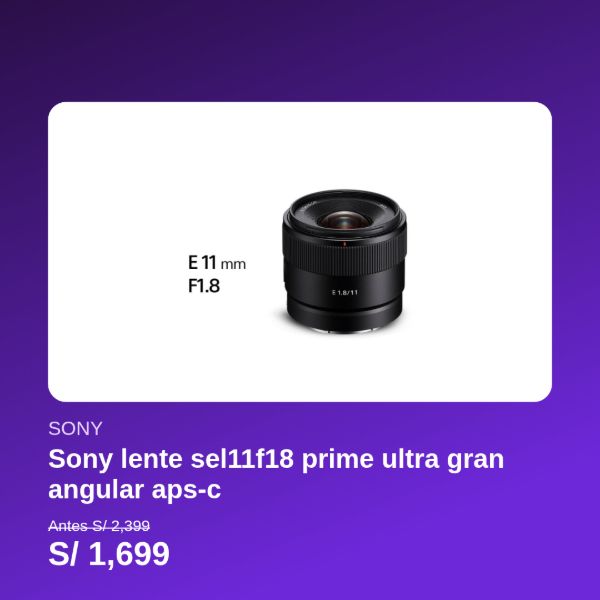 E 11 mm
F1.8
E 1.8/11
SONY
Sony lente sel11f18 prime ultra gran
angular aps-c
Antes S/ 2,399
S/ 1,699